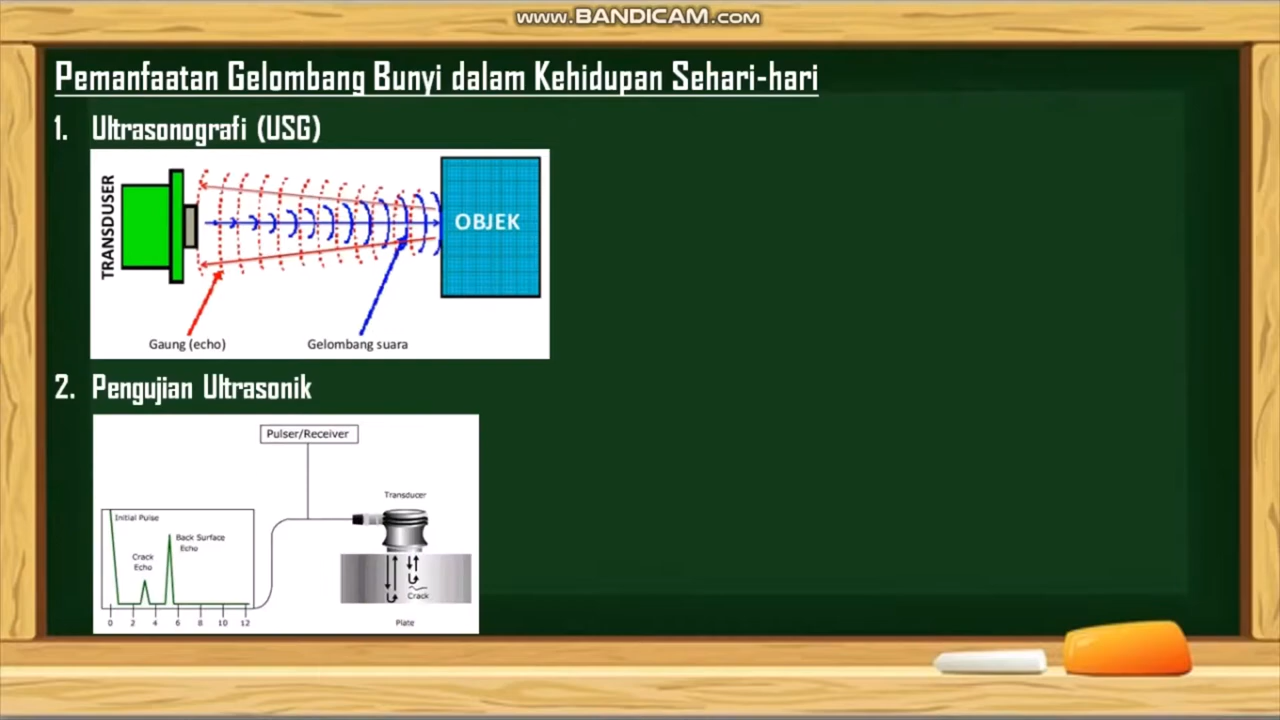 www.BANDICAM.com
Pemanfaatan Gelombang Bunyi dalam Kehidupan Sehari-hari
1. Ultrasonografi (USG)
TRANSDUSER
OBJEK
Gaung (echo)
Gelombang suara
2. Pengujian Ultrasonik
Pulser/Receiver
Transducer
Initial Pulse
Back Surface
Echo
Crack
Echo
Crack
0 2 4 6 8 10 12
Plate